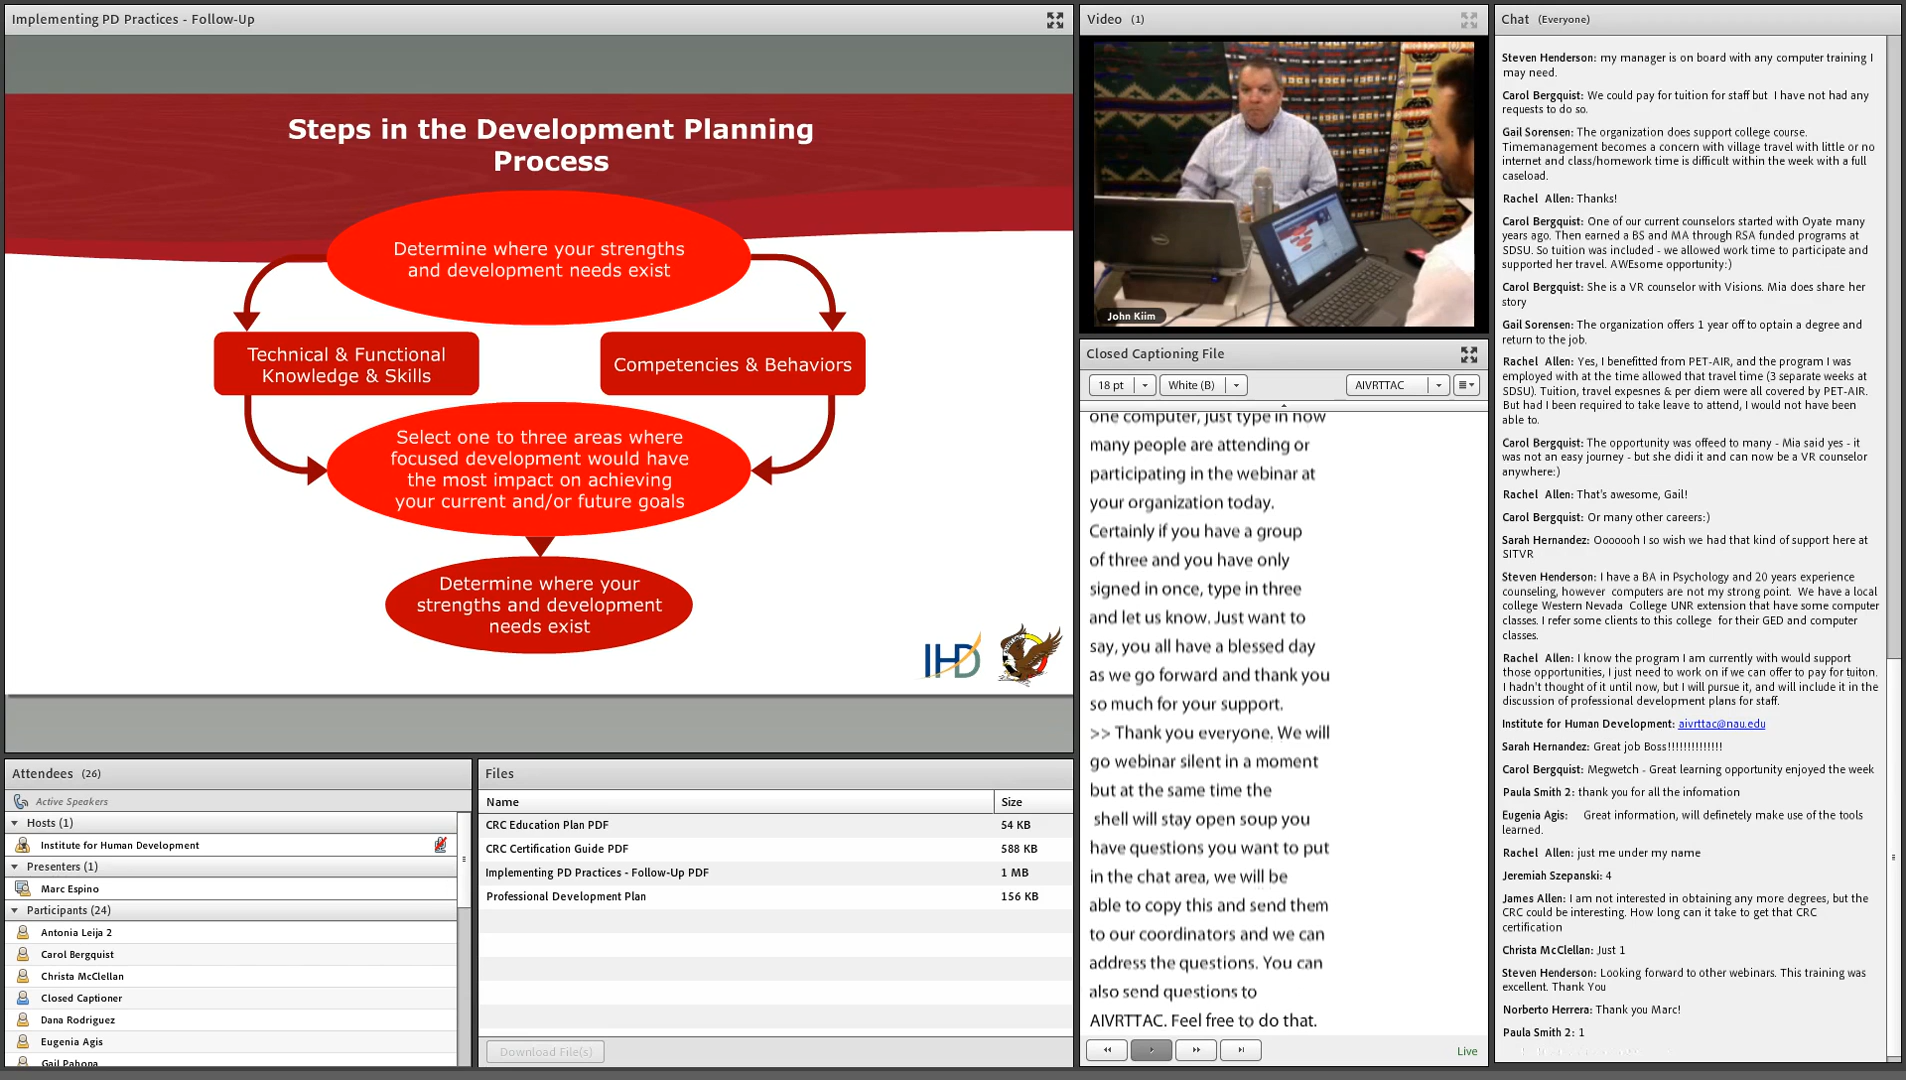 Implementing PD Practices - Follow-Up
Steps in the Development Planning
Process
Determine where your strengths
and development needs exist
Technical & Functional
Knowledge & Skills
Competencies & Behaviors
Select one to three areas where
focused development would have
the most impact on achieving
your current and/or future goals
Determine where your
strengths and development
needs exist
IHD
Attendees (26)
Active Speakers
Hosts (1)
Institute for Human Development
Presenters (1)
Marc Espino
Participants (24)
Antonia Leija 2
Carol Bergquist
Christa McClellan
Closed Captioner
Dana Rodriguez
Eugenia Agis
Gail Pahona
Files
Name Size
CRC Education Plan PDF 54 KB
CRC Certification Guide PDF 588 KB
Implementing PD Practices - Follow-Up PDF 1 MB
Professional Development Plan 156 KB
Download File(s)
Video (1)
John Kiim
Closed Captioning File
18 pt White (B) AIVRTTAC
one computer, just type in how
many people are attending or
participating in the webinar at
your organization today.
Certainly if you have a group
of three and you have only
signed in once, type in three
and let us know. Just want to
say, you all have a blessed day
as we go forward and thank you
so much for your support.
>> Thank you everyone. We will
go webinar silent in a moment
but at the same time the
shell will stay open soup you
have questions you want to put
in the chat area, we will be
able to copy this and send them
to our coordinators and we can
address the questions. You can
also send questions to
AIVRTTAC. Feel free to do that.
Live
Chat (Everyone)
Steven Henderson: my manager is on board with any computer training I
may need.
Carol Bergquist: We could pay for tuition for staff but I have not had any
requests to do so.
Gail Sorensen: The organization does support college course.
Timemanagement becomes a concern with village travel with little or no
internet and class/homework time is difficult within the week with a full
caseload.
Rachel Allen: Thanks!
Carol Bergquist: One of our current counselors started with Oyate many
years ago. Then earned a BS and MA through RSA funded programs at
SDSU. So tuition was included - we allowed work time to participate and
supported her travel. AWEsome opportunity:)
Carol Bergquist: She is a VR counselor with Visions. Mia does share her
story
Gail Sorensen: The organization offers 1 year off to optain a degree and
return to the job.
Rachel Allen: Yes, I benefitted from PET-AIR, and the program I was
employed with at the time allowed that travel time (3 separate weeks at
SDSU). Tuition, travel expesnes & per diem were all covered by PET-AIR.
But had I been required to take leave to attend, I would not have been
able to.
Carol Bergquist: The opportunity was offeed to many - Mia said yes - it
was not an easy journey - but she didi it and can now be a VR counselor
anywhere:)
Rachel Allen: That's awesome, Gail!
Carol Bergquist: Or many other careers:)
Sarah Hernandez: Ooooooh I so wish we had that kind of support here at
SITVR
Steven Henderson: I have a BA in Psychology and 20 years experience
counseling, however computers are not my strong point. We have a local
college Western Nevada College UNR extension that have some computer
classes. I refer some clients to this college for their GED and computer
classes.
Rachel Allen: I know the program I am currently with would support
those opportunities, I just need to work on if we can offer to pay for tuiton.
I hadn't thought of it until now, but I will pursue it, and will include it in the
discussion of professional development plans for staff.
Institute for Human Development: aivrttac@nau.edu
Sarah Hernandez: Great job Boss!!!!!!!!!!!!!!
Carol Bergquist: Megwetch - Great learning opportunity enjoyed the week
Paula Smith 2: thank you for all the infomation
Eugenia Agis: Great information, will definetely make use of the tools
learned.
Rachel Allen: just me under my name
Jeremiah Szepanski: 4
James Allen: I am not interested in obtaining any more degrees, but the
CRC could be interesting. How long can it take to get that CRC
certification
Christa McClellan: Just 1
Steven Henderson: Looking forward to other webinars. This training was
excellent. Thank You
Norberto Herrera: Thank you Marc!
Paula Smith 2: 1